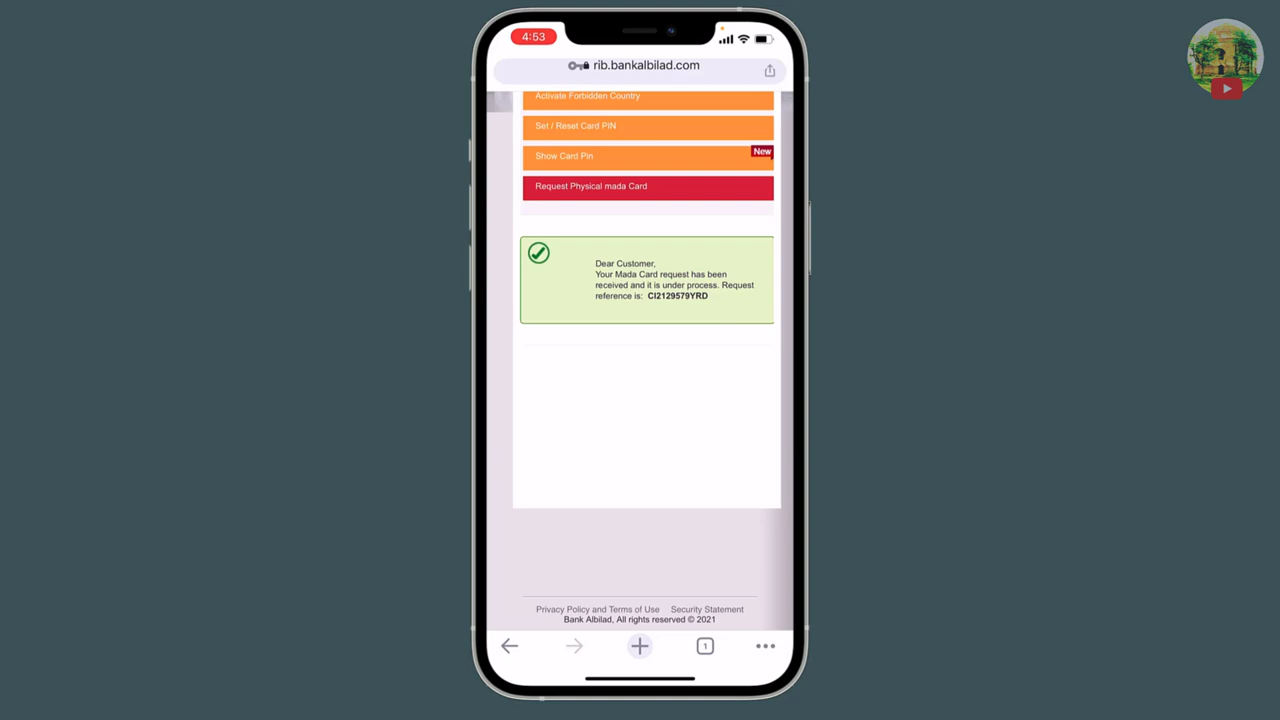 4:53
rib.bankalbilad.com
Activate Forbidden Country
Set / Reset Card PIN
Show Card Pin
New
Request Physical mada Card
Dear Customer,
Your Mada Card request has been
received and it is under process. Request
reference is: CI2129579YRD
Privacy Policy and Terms of Use Security Statement
Bank Albilad, All rights reserved © 2021
1